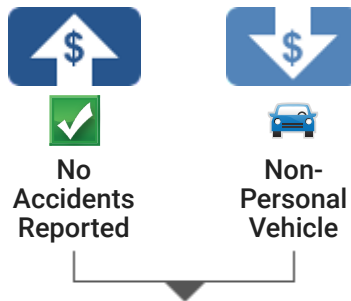 $
$
No
Accidents
Reported
Non-
Personal
Vehicle